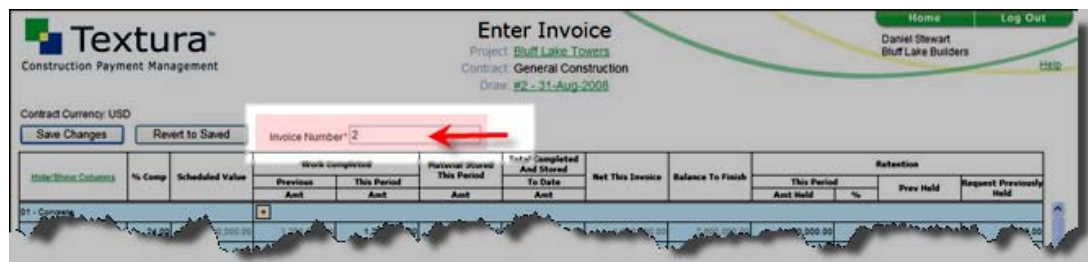 Textura™
Construction Payment Management
Enter Invoice
Project: Bluff Lake Towers
Contract: General Construction
Draw: #2 - 31-Aug-2008
Home
Log Out
Daniel Stewart
Bluff Lake Builders
Help
Contract Currency: USD
Save Changes
Revert to Saved
Invoice Number* 2
Hide/Show Columns
% Comp
Scheduled Value
Work Completed
Previous
This Period
Amt
Amt
Material Stored
This Period
Amt
Total Completed
And Stored
To Date
Amt
Net This Invoice
Balance To Finish
Retention
This Period
Amt Held
%
Prev Held
Request Previously
Held
01 - Concrete
+